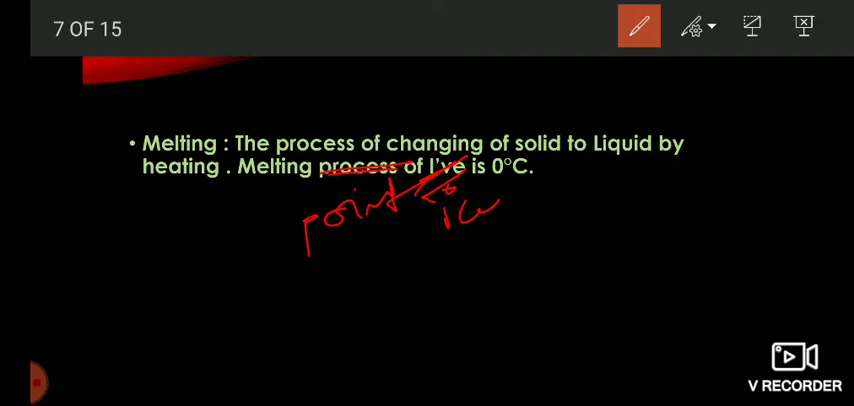 7 OF 15
• Melting : The process of changing of solid to Liquid by
heating . Melting process of I've is 0°C.
point
ice
V RECORDER